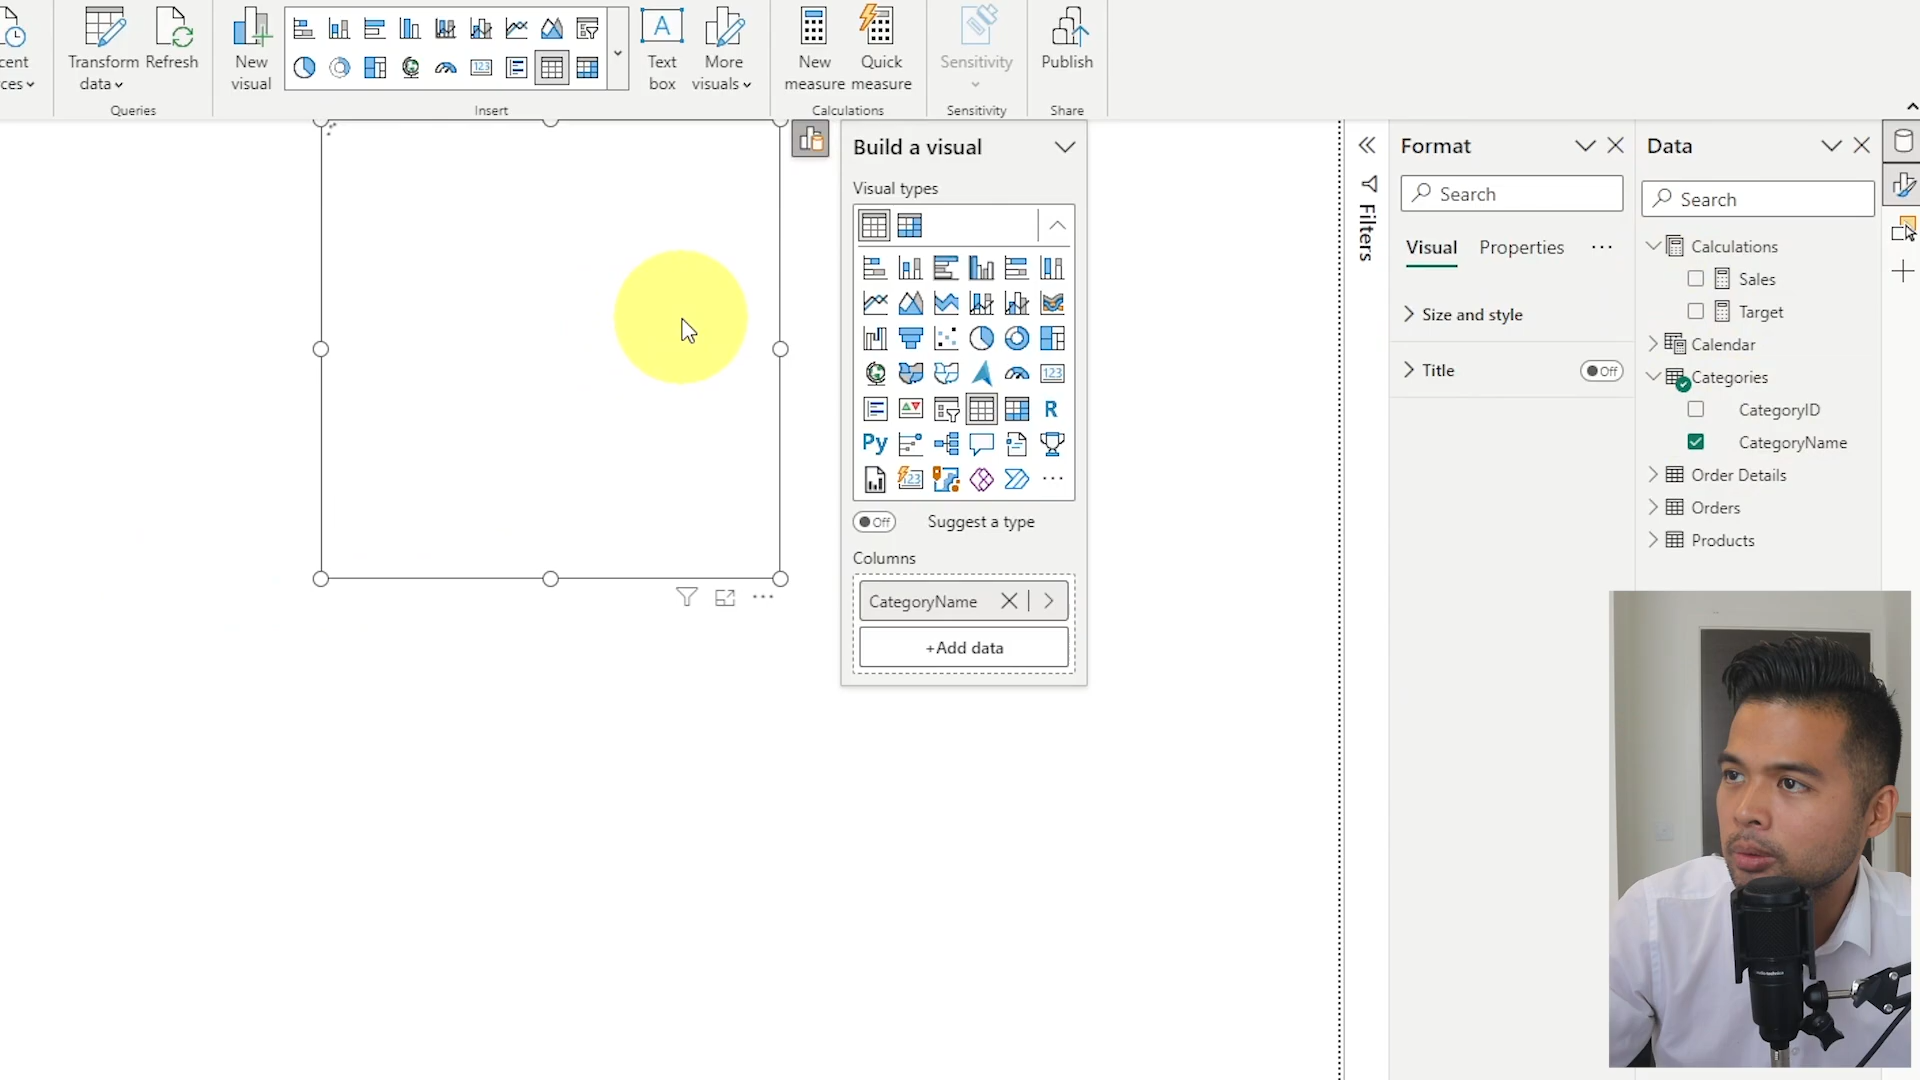 cent
ces
Transform
data
Refresh
Queries
New
visual
123
Insert
A
Text
box
More
visuals
New
measure
Quick
measure
Calculations
Sensitivity
Sensitivity
Publish
Share
Build a visual
Visual types
123
R
Py
123
Off
Suggest a type
Columns
CategoryName
+Add data
Filters
Format
Search
Visual
Properties
Size and style
Title
Off
Data
Search
Calculations
Sales
Target
Calendar
Categories
CategoryID
CategoryName
Order Details
Orders
Products